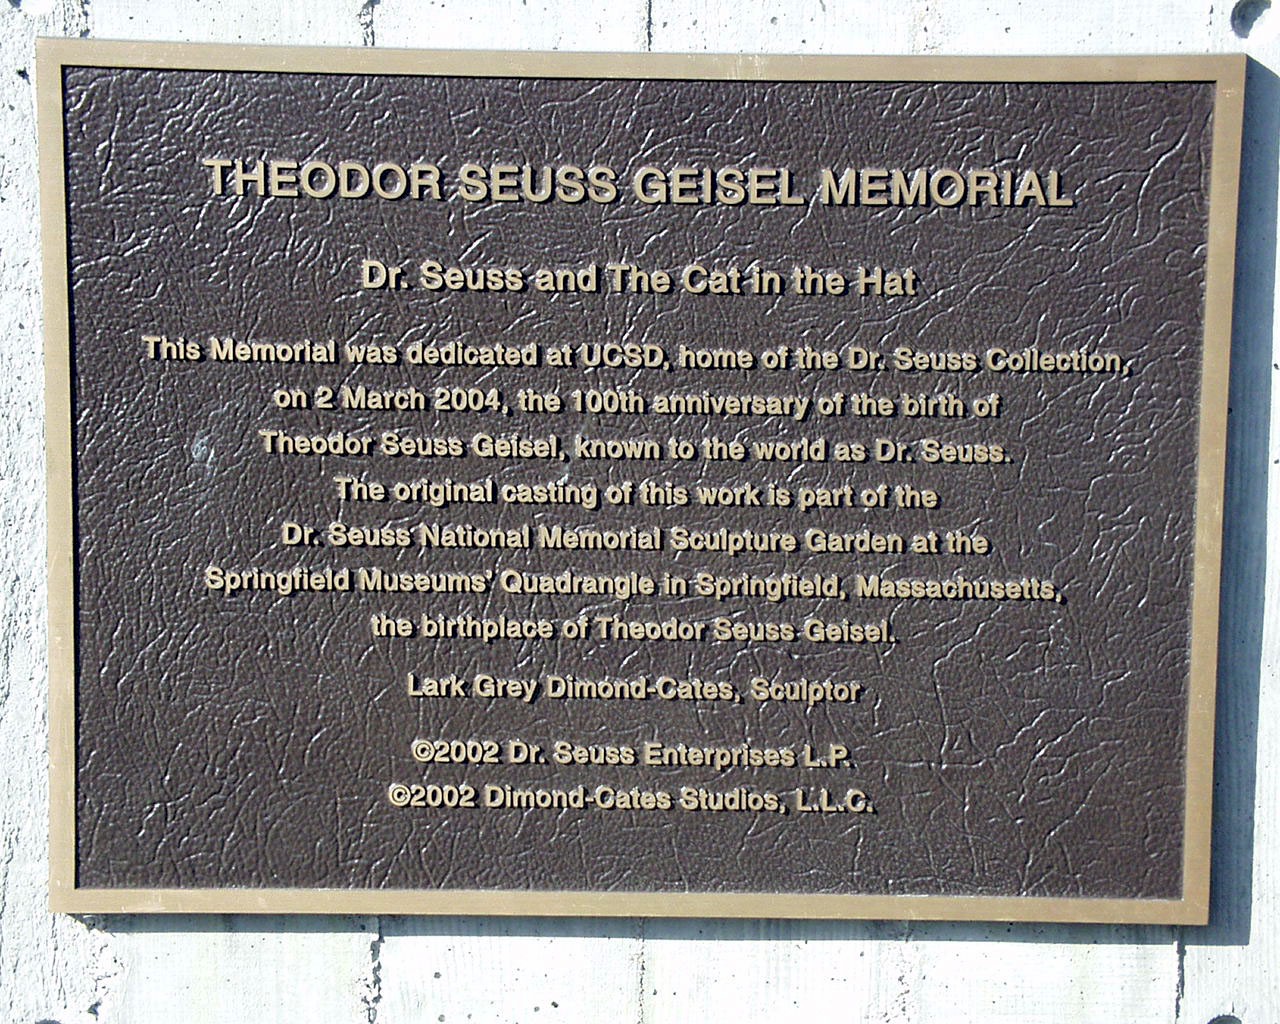 THEODOR SEUSS GEISEL MEMORIAL
Dr. Seuss and The Cat in the Hat
This Memorial was dedicated at UCSD, home of the Dr. Seuss Collection,
on 2 March 2004, the 100th anniversary of the birth of
Theodor Seuss Geisel, known to the world as Dr. Seuss.
The original casting of this work is part of the
Dr. Seuss National Memorial Sculpture Garden at the
Springfield Museums' Quadrangle in Springfield, Massachusetts,
the birthplace of Theodor Seuss Geisel.
Lark Grey Dimond-Cates, Sculptor
©2002 Dr. Seuss Enterprises L.P.
©2002 Dimond-Cates Studios, L.L.C.